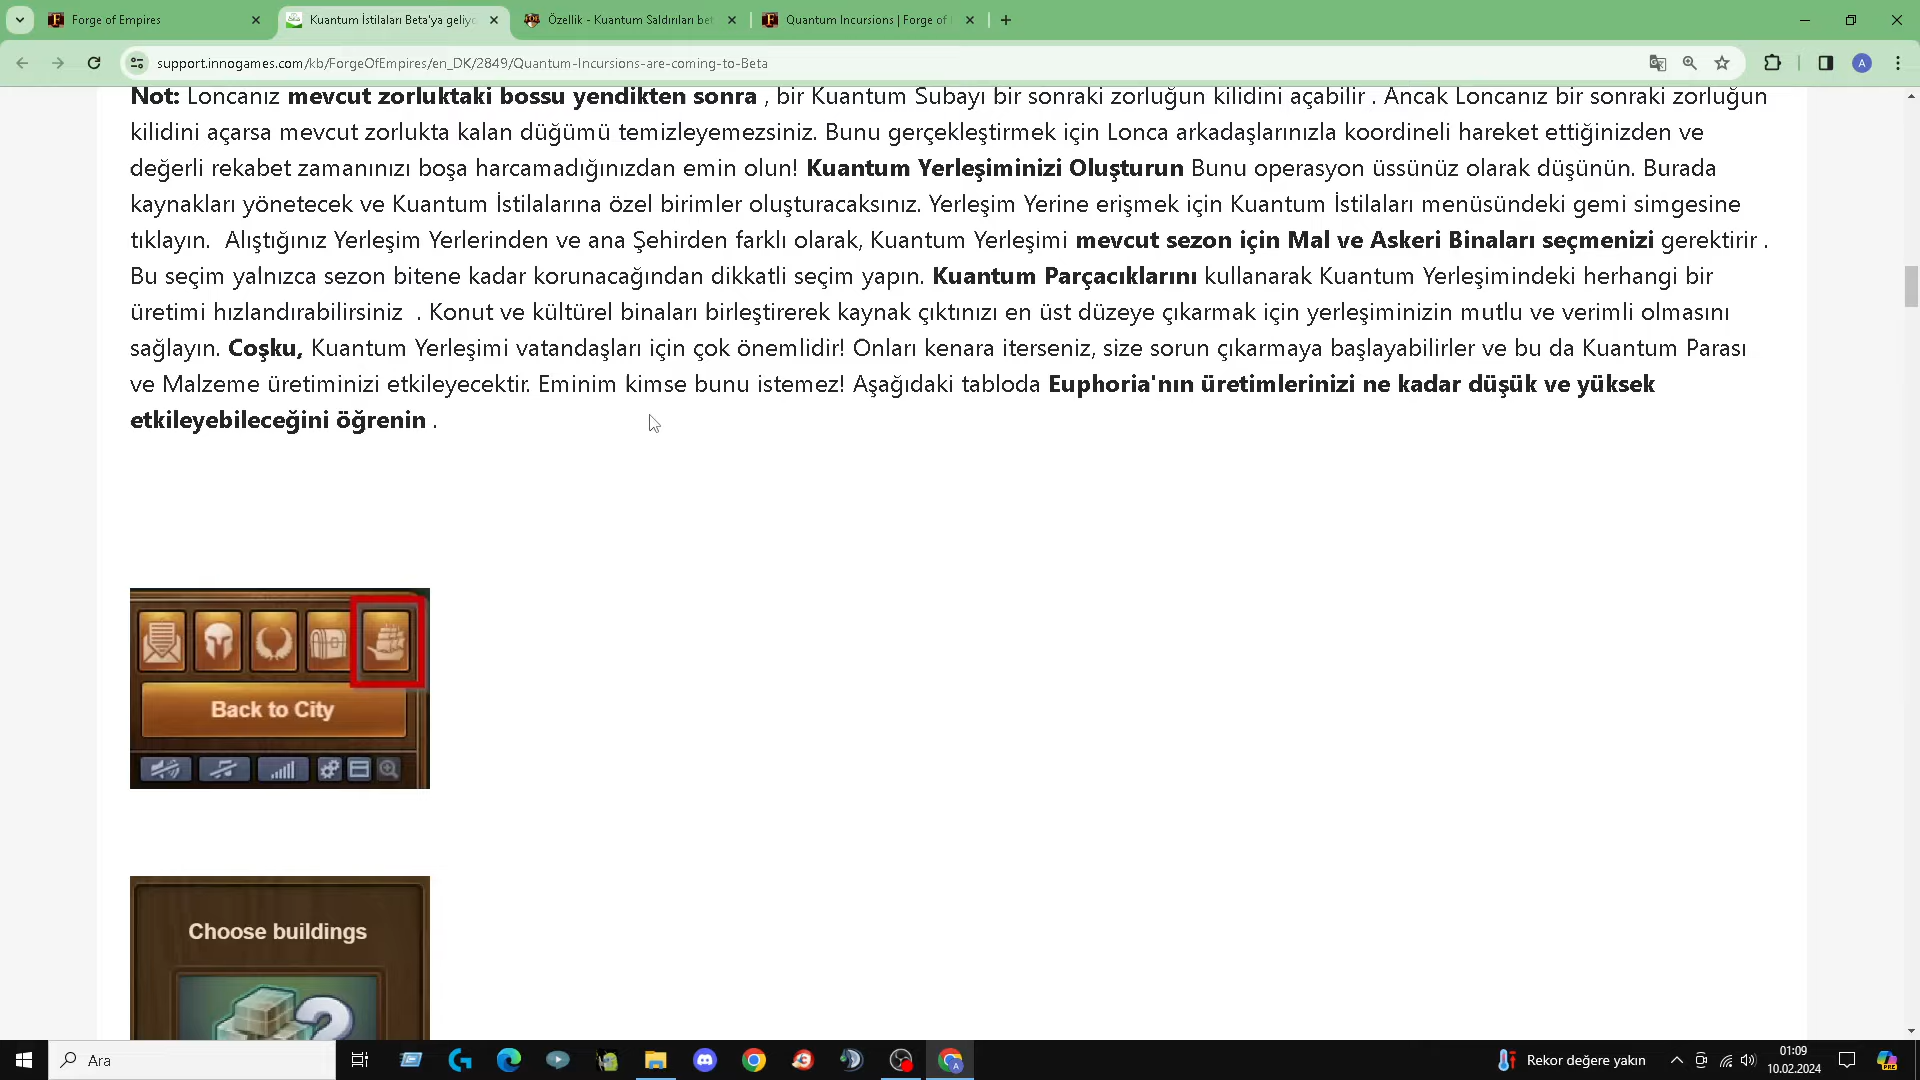 Forge of Empires
Kuantum İstilaları Beta'ya geliyo
Özellik - Kuantum Saldırıları bet
Quantum Incursions | Forge of
support.innogames.com/kb/ForgeOfEmpires/en_DK/2849/Quantum-Incursions-are-coming-to-Beta
A
Not: Loncanız mevcut zorluktaki bossu yendikten sonra , bir Kuantum Subayı bir sonraki zorluğun kilidini açabilir . Ancak Loncanız bir sonraki zorluğun
kilidini açarsa mevcut zorlukta kalan düğümü temizleyemezsiniz. Bunu gerçekleştirmek için Lonca arkadaşlarınızla koordineli hareket ettiğinizden ve
değerli rekabet zamanınızı boşa harcamadığınızdan emin olun! Kuantum Yerleşiminizi Oluşturun Bunu operasyon üssünüz olarak düşünün. Burada
kaynakları yönetecek ve Kuantum İstilalarına özel birimler oluşturacaksınız. Yerleşim Yerine erişmek için Kuantum İstilaları menüsündeki gemi simgesine
tıklayın. Alıştığınız Yerleşim Yerlerinden ve ana Şehirden farklı olarak, Kuantum Yerleşimi mevcut sezon için Mal ve Askeri Binaları seçmenizi gerektirir .
Bu seçim yalnızca sezon bitene kadar korunacağından dikkatli seçim yapın. Kuantum Parçacıklarını kullanarak Kuantum Yerleşimindeki herhangi bir
üretimi hızlandırabilirsiniz . Konut ve kültürel binaları birleştirerek kaynak çıktınızı en üst düzeye çıkarmak için yerleşiminizin mutlu ve verimli olmasını
sağlayın. Coşku, Kuantum Yerleşimi vatandaşları için çok önemlidir! Onları kenara iterseniz, size sorun çıkarmaya başlayabilirler ve bu da Kuantum Parası
ve Malzeme üretiminizi etkileyecektir. Eminim kimse bunu istemez! Aşağıdaki tabloda Euphoria'nın üretimlerinizi ne kadar düşük ve yüksek
etkileyebileceğini öğrenin .
Back to City
Choose buildings
Ara
Rekor değere yakın
01:09
10.02.2024